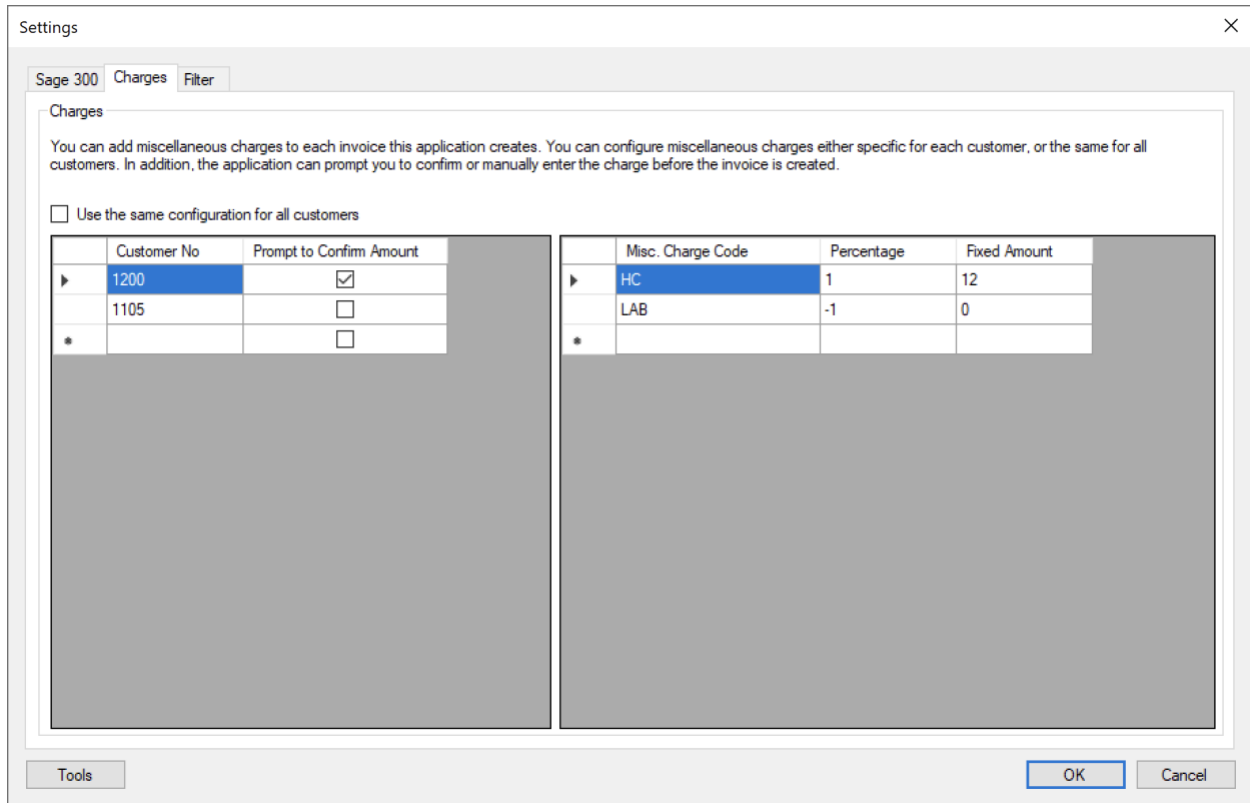 Settings
Sage 300 Charges Filter
Charges
You can add miscellaneous charges to each invoice this application creates. You can configure miscellaneous charges either specific for each customer, or the same for all
customers. In addition, the application can prompt you to confirm or manually enter the charge before the invoice is created.
Use the same configuration for all customers
Customer No Prompt to Confirm Amount
1200
1105
Misc. Charge Code Percentage Fixed Amount
HC 1 12
LAB -1 0
Tools OK Cancel